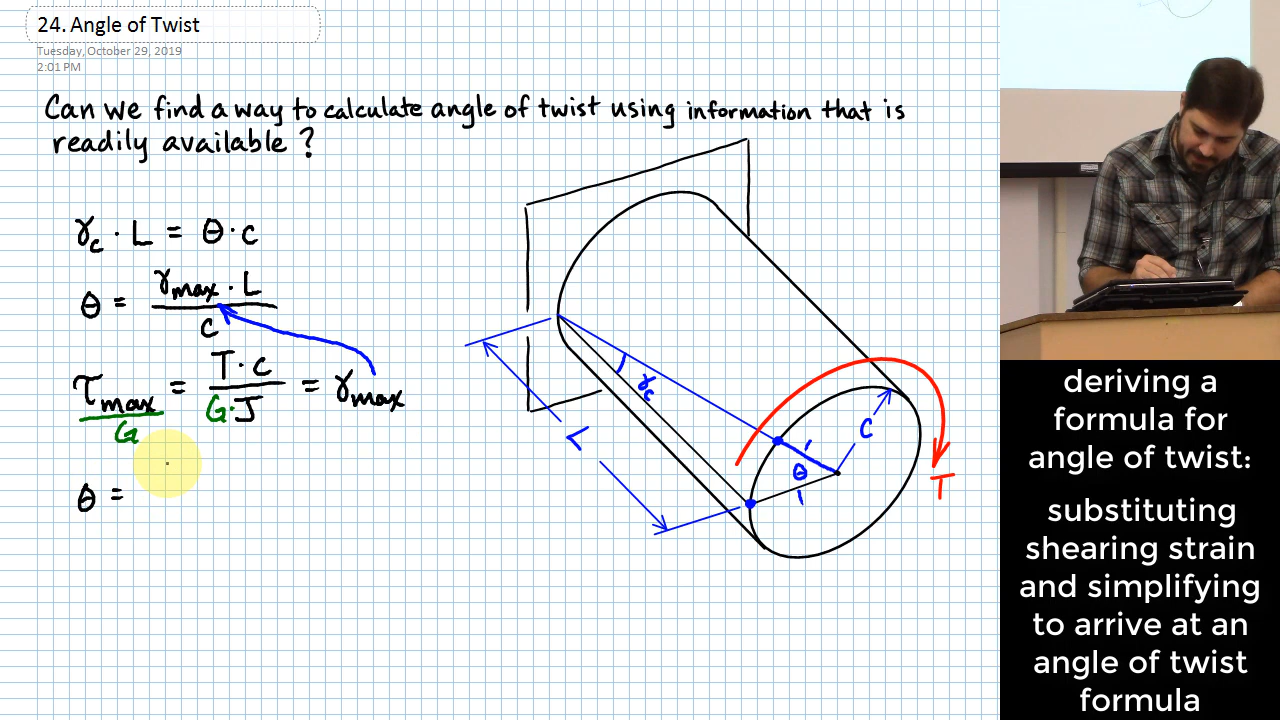 24. Angle of Twist
Tuesday, October 29, 2019
2:01 PM
Can we find a way to calculate angle of twist using information that is
readily available?
γc · L = θ · c
θ = γmax · L / c
τmax / G = T · c / G · J = γmax
θ =
γc
L
θ
c
T
deriving a
formula for
angle of twist:
substituting
shearing strain
and simplifying
to arrive at an
angle of twist
formula